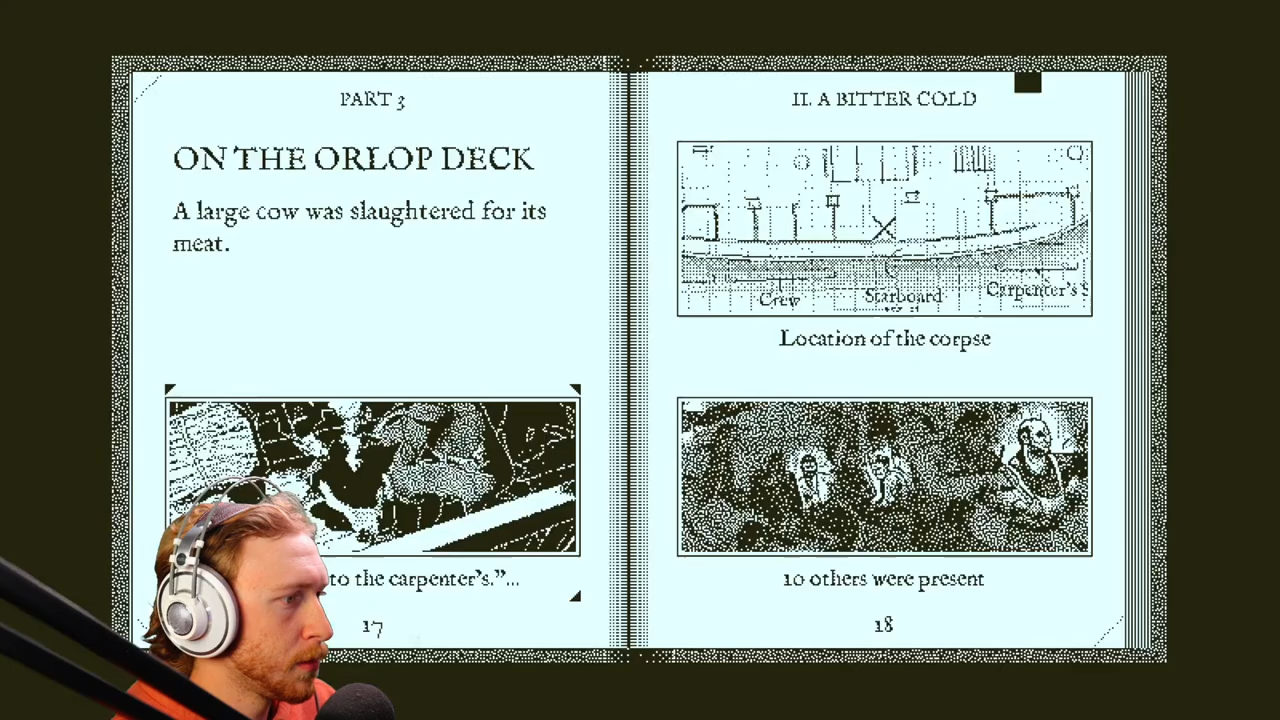 PART 3
ON THE ORLOP DECK
A large cow was slaughtered for its
meat.
to the carpenter's."...
17
II. A BITTER COLD
Crew
Starboard
Carpenter's S
Location of the corpse
10 others were present
18